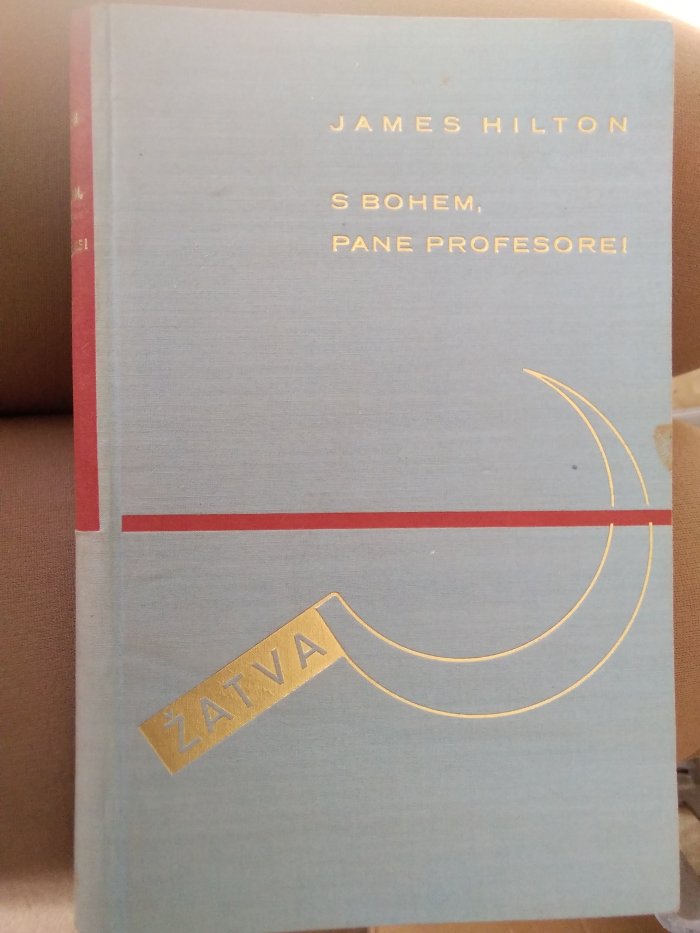 JAMES HILTON
S BOHEM,
PANE PROFESORE!
ŽATVA